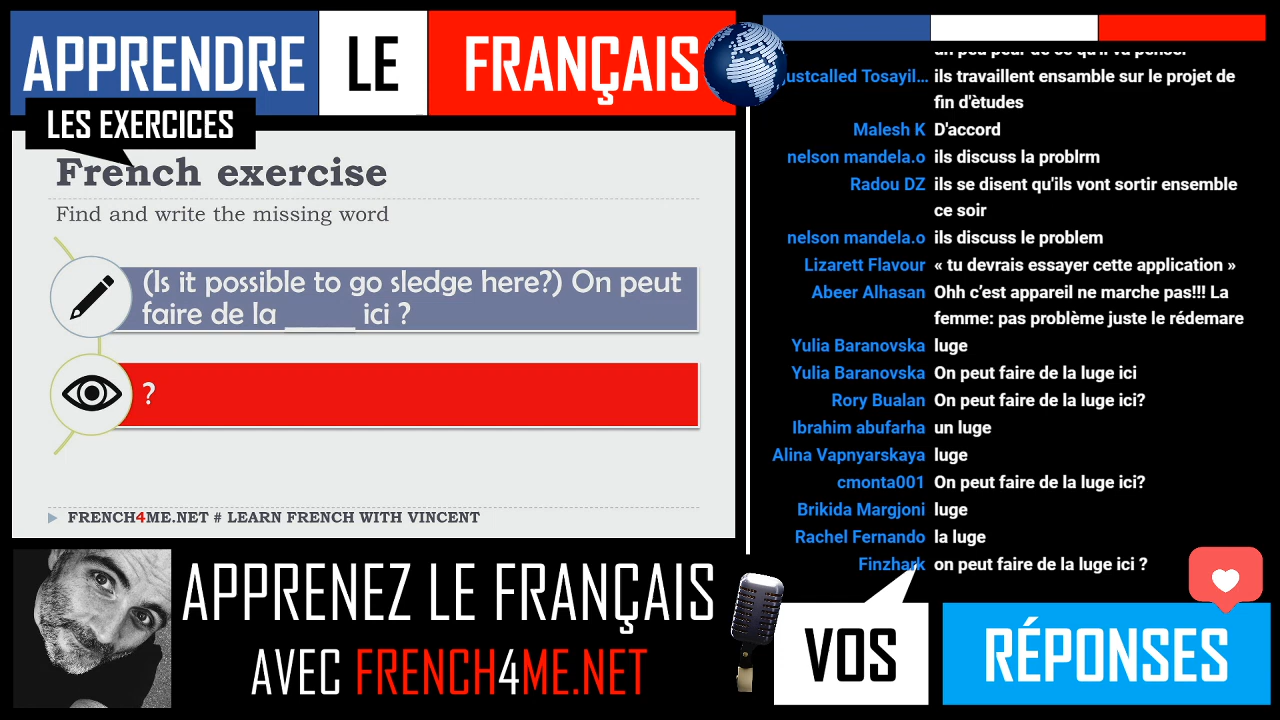 APPRENDRE LE FRANÇAIS
LES EXERCICES
French exercise
Find and write the missing word
(Is it possible to go sledge here?) On peut
faire de la _____ ici ?
?
FRENCH4ME.NET # LEARN FRENCH WITH VINCENT
APPRENEZ LE FRANÇAIS
AVEC FRENCH4ME.NET
ustcalled Tosayil... ils travaillent ensamble sur le projet de
fin d'ètudes
Malesh K D'accord
nelson mandela.o ils discuss la problrm
Radou DZ ils se disent qu'ils vont sortir ensemble
ce soir
nelson mandela.o ils discuss le problem
Lizarett Flavour « tu devrais essayer cette application »
Abeer Alhasan Ohh c’est appareil ne marche pas!!! La
femme: pas problème juste le rédemare
Yulia Baranovska luge
Yulia Baranovska On peut faire de la luge ici
Rory Bualan On peut faire de la luge ici?
Ibrahim abufarha un luge
Alina Vapnyarskaya luge
cmonta001 On peut faire de la luge ici?
Brikida Margjoni luge
Rachel Fernando la luge
Finzhark on peut faire de la luge ici ?
VOS RÉPONSES